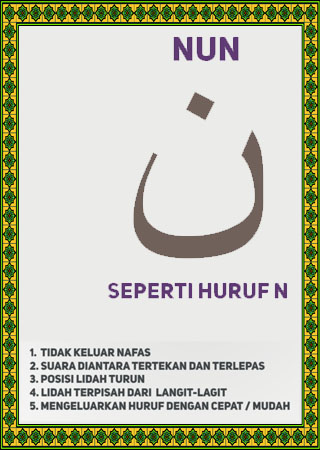 NUN
ن
SEPERTI HURUF N
1. TIDAK KELUAR NAFAS
2. SUARA DIANTARA TERTEKAN DAN TERLEPAS
3. POSISI LIDAH TURUN
4. LIDAH TERPISAH DARI LANGIT-LAGIT
5. MENGELUARKAN HURUF DENGAN CEPAT / MUDAH